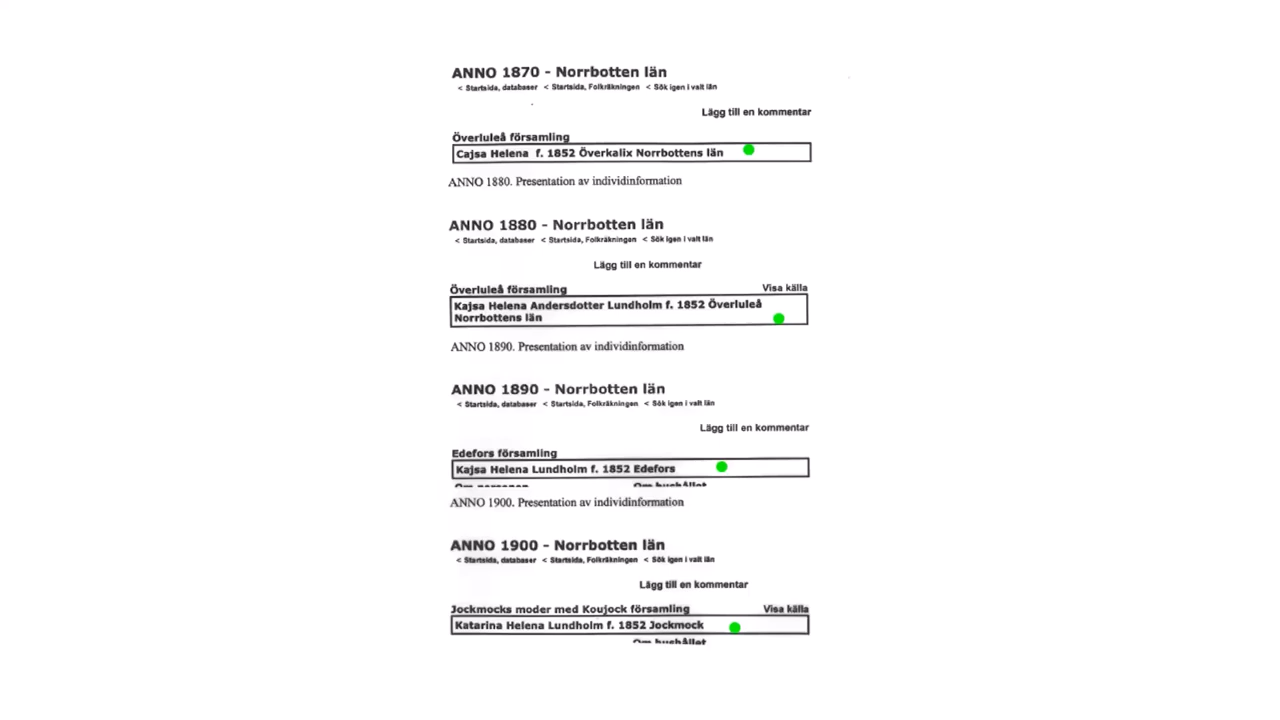 ANNO 1870 - Norrbotten län
< Startsida, databaser < Startsida, Folkräkningen < Sök igen i valt län
Lägg till en kommentar
Överluleå församling
Cajsa Helena f. 1852 Överkalix Norrbottens län
ANNO 1880. Presentation av individinformation
ANNO 1880 - Norrbotten län
< Startsida, databaser < Startsida, Folkräkningen < Sök igen i valt län
Lägg till en kommentar
Överluleå församling Visa källa
Kajsa Helena Andersdotter Lundholm f. 1852 Överluleå
Norrbottens län
ANNO 1890. Presentation av individinformation
ANNO 1890 - Norrbotten län
< Startsida, databaser < Startsida, Folkräkningen < Sök igen i valt län
Lägg till en kommentar
Edefors församling
Kajsa Helena Lundholm f. 1852 Edefors
Om personen Om hushållet
ANNO 1900. Presentation av individinformation
ANNO 1900 - Norrbotten län
< Startsida, databaser < Startsida, Folkräkningen < Sök igen i valt län
Lägg till en kommentar
Jockmocks moder med Koujock församling Visa källa
Katarina Helena Lundholm f. 1852 Jockmock
Om hushållet